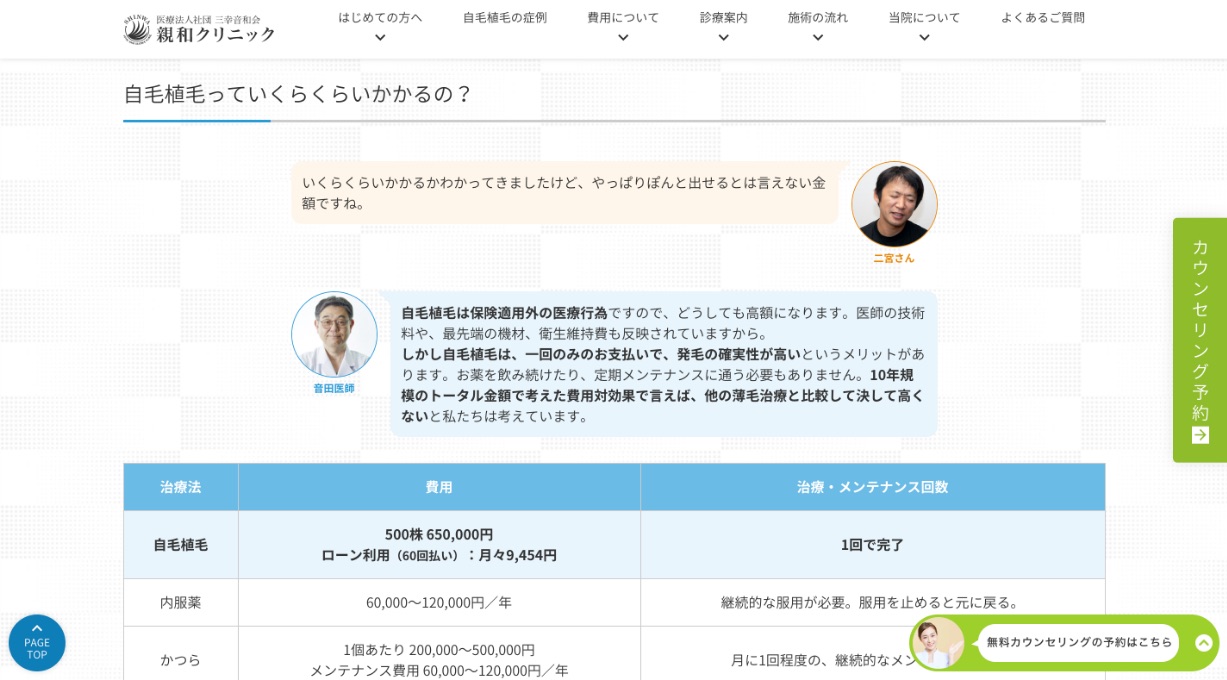 医療法人社団 三幸音和会
SHINWA
親和クリニック
はじめての方へ
自毛植毛の症例
費用について
診療案内
施術の流れ
当院について
よくあるご質問
自毛植毛っていくらくらいかかるの？
いくらくらいかかるかわかってきましたけど、やっぱりぽんと出せるとは言えない金
額ですね。
二宮さん
自毛植毛は保険適用外の医療行為ですので、どうしても高額になります。医師の技術
料や、最先端の機材、衛生維持費も反映されていますから。
しかし自毛植毛は、一回のみのお支払いで、発毛の確実性が高いというメリットがあ
ります。お薬を飲み続けたり、定期メンテナンスに通う必要もありません。10年規
模のトータル金額で考えた費用対効果で言えば、他の薄毛治療と比較して決して高く
ないと私たちは考えています。
音田医師
カウンセリング予約
治療法 費用 治療・メンテナンス回数
自毛植毛
500株 650,000円
ローン利用（60回払い）：月々9,454円
1回で完了
内服薬 60,000～120,000円／年 継続的な服用が必要。服用を止めると元に戻る。
かつら
1個あたり 200,000～500,000円
メンテナンス費用 60,000～120,000円／年
月に1回程度の、継続的なメン
PAGE
TOP
無料カウンセリングの予約はこちら